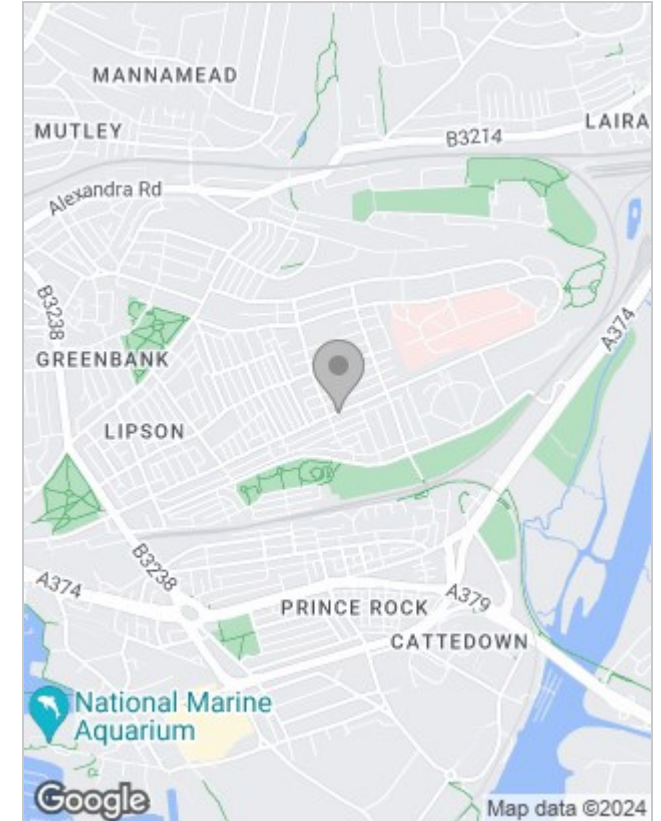 MANNAMEAD
MUTLEY
B3214
LAIRA
Alexandra Rd
B3238
A374
GREENBANK
LIPSON
B3238
A374
PRINCE ROCK
A379
CATTEDOWN
National Marine
Aquarium
Google
Map data ©2024